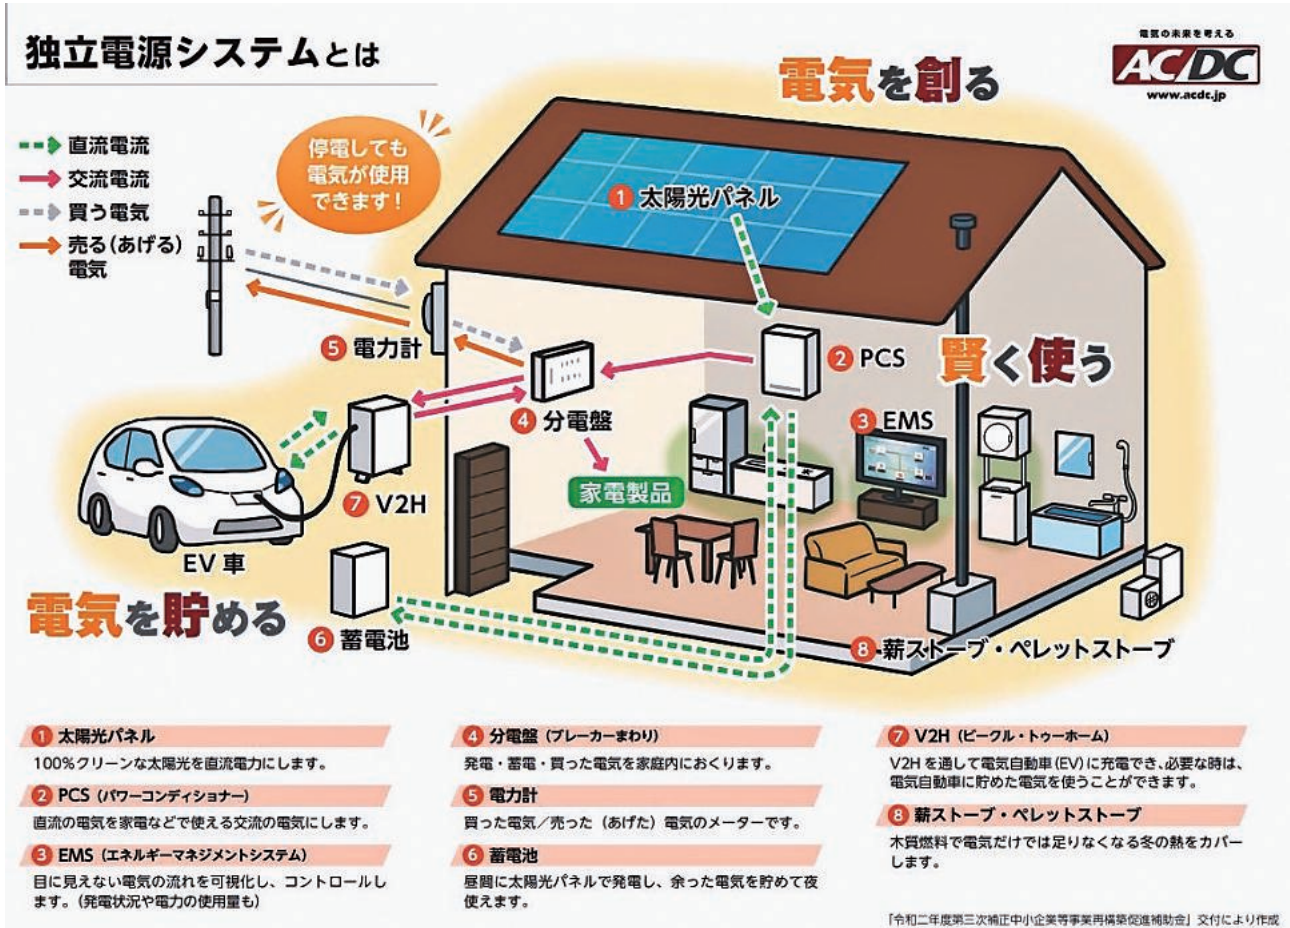 独立電源システムとは
電気の未来を考える
AC/DC
www.acdc.jp
電気を創る
直流電流
交流電流
買う電気
売る(あげる)
電気
停電しても
電気が使用
できます!
1 太陽光パネル
5 電力計
2 PCS
賢く使う
4 分電盤
3 EMS
家電製品
7 V2H
EV 車
電気を貯める
6 蓄電池
8 薪ストーブ・ペレットストーブ
1 太陽光パネル
100%クリーンな太陽光を直流電力にします。
2 PCS (パワーコンディショナー)
直流の電気を家電などで使える交流の電気にします。
3 EMS (エネルギーマネジメントシステム)
目に見えない電気の流れを可視化し、コントロールし
ます。(発電状況や電力の使用量も)
4 分電盤 (ブレーカーまわり)
発電・蓄電・買った電気を家庭内におくります。
5 電力計
買った電気/売った(あげた)電気のメーターです。
6 蓄電池
昼間に太陽光パネルで発電し、余った電気を貯めて夜
使えます。
7 V2H (ビークル・トゥーホーム)
V2Hを通して電気自動車(EV)に充電でき、必要な時は、
電気自動車に貯めた電気を使うことができます。
8 薪ストーブ・ペレットストーブ
木質燃料で電気だけでは足りなくなる冬の熱をカバー
します。
「令和二年度第三次補正中小企業等事業再構築促進補助金」交付により作成